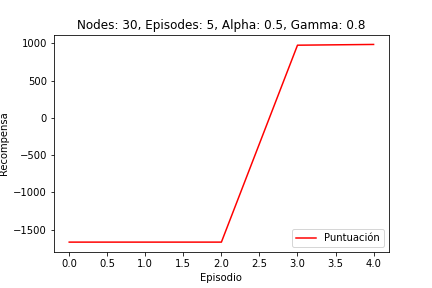 Nodes: 30, Episodes: 5, Alpha: 0.5, Gamma: 0.8
1000
500
0
−500
−1000
−1500
Recompensa
Puntuación
0.0 0.5 1.0 1.5 2.0 2.5 3.0 3.5 4.0
Episodio